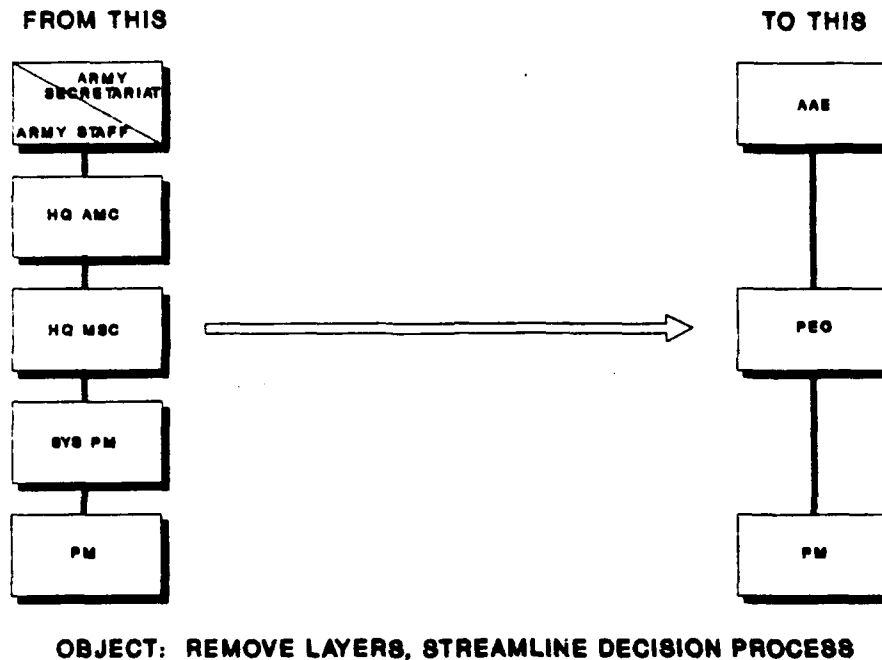 FROM THIS
TO THIS
ARMY
SECRETARIAT
ARMY STAFF
HQ AMC
HQ MSC
SYS PM
PM
AAE
PEO
PM
OBJECT: REMOVE LAYERS, STREAMLINE DECISION PROCESS